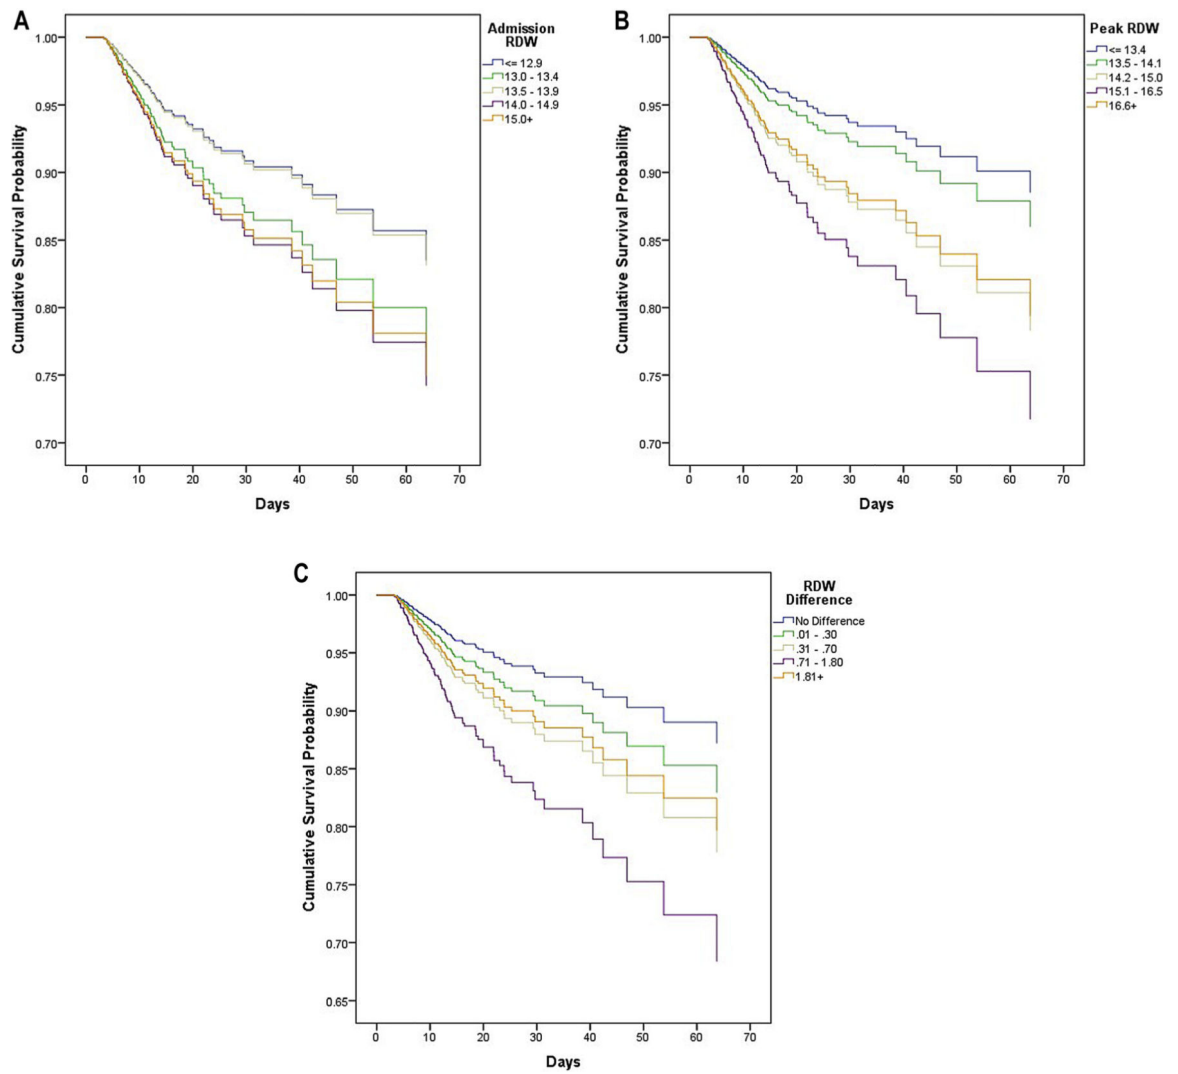 A
Admission
RDW
<= 12.9
13.0 - 13.4
13.5 - 13.9
14.0 - 14.9
15.0+
1.00
0.95
0.90
0.85
0.80
0.75
0.70
Cumulative Survival Probability
0 10 20 30 40 50 60 70
Days
B
Peak RDW
<= 13.4
13.5 - 14.1
14.2 - 15.0
15.1 - 16.5
16.6+
1.00
0.95
0.90
0.85
0.80
0.75
0.70
Cumulative Survival Probability
0 10 20 30 40 50 60 70
Days
C
RDW
Difference
No Difference
.01 - .30
.31 - .70
.71 - 1.80
1.81+
1.00
0.95
0.90
0.85
0.80
0.75
0.70
0.65
Cumulative Survival Probability
0 10 20 30 40 50 60 70
Days